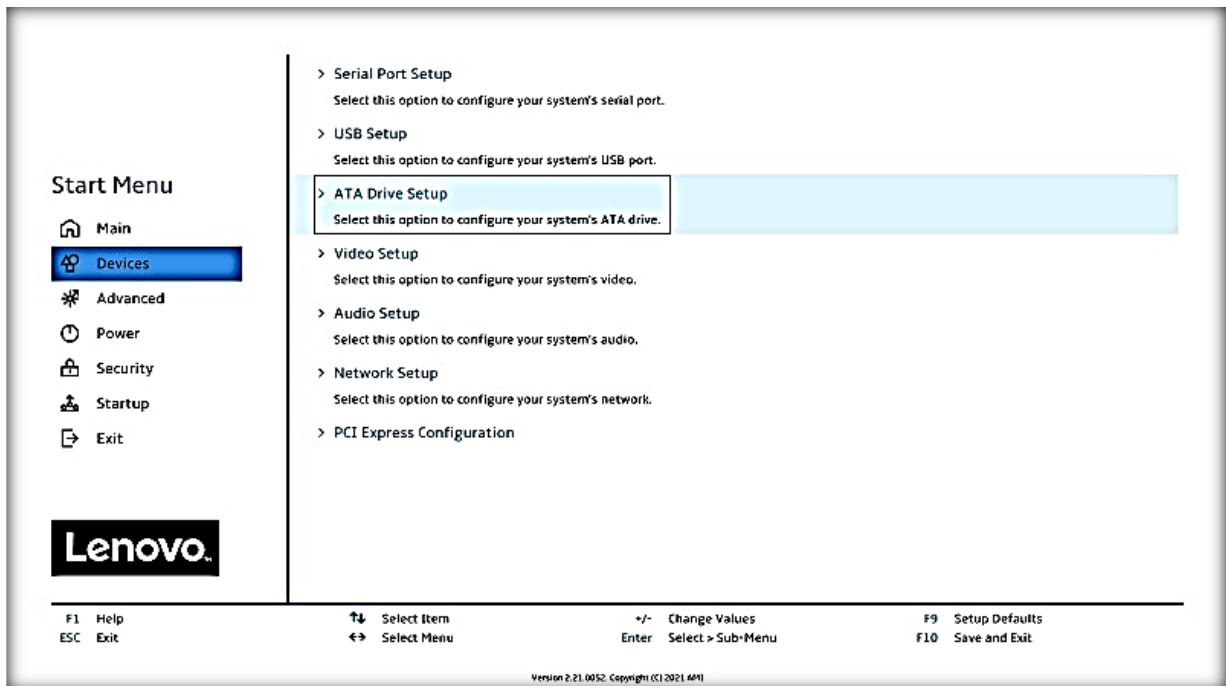 Start Menu
Main
Devices
Advanced
Power
Security
Startup
Exit
Lenovo
> Serial Port Setup
Select this option to configure your system's serial port.
> USB Setup
Select this option to configure your system's USB port.
> ATA Drive Setup
Select this option to configure your system's ATA drive.
> Video Setup
Select this option to configure your system's video.
> Audio Setup
Select this option to configure your system's audio.
> Network Setup
Select this option to configure your system's network.
> PCI Express Configuration
F1 Help ↑↓ Select Item +/- Change Values F9 Setup Defaults
ESC Exit ←→ Select Menu Enter Select > Sub-Menu F10 Save and Exit
Version 2.21.0052. Copyright (C) 2021 AMI